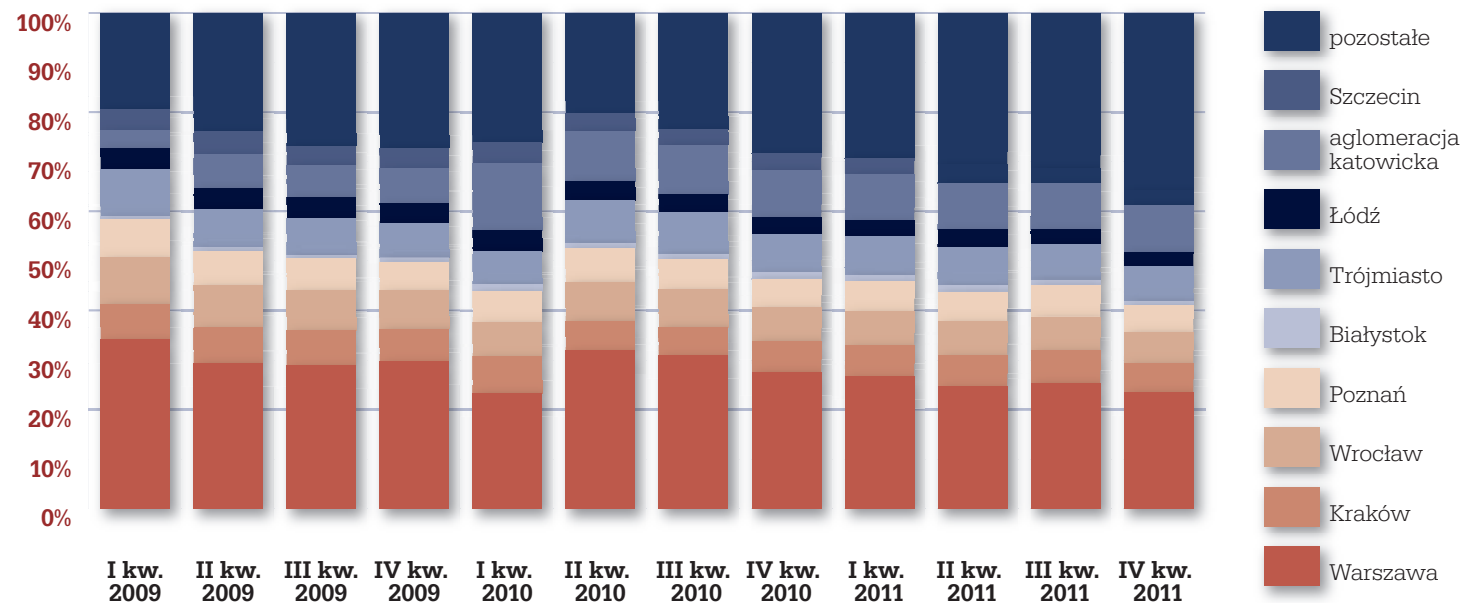 100%
90%
80%
70%
60%
50%
40%
30%
20%
10%
0%
I kw.
2009
II kw.
2009
III kw.
2009
IV kw.
2009
I kw.
2010
II kw.
2010
III kw.
2010
IV kw.
2010
I kw.
2011
II kw.
2011
III kw.
2011
IV kw.
2011
pozostałe
Szczecin
aglomeracja
katowicka
Łódź
Trójmiasto
Białystok
Poznań
Wrocław
Kraków
Warszawa